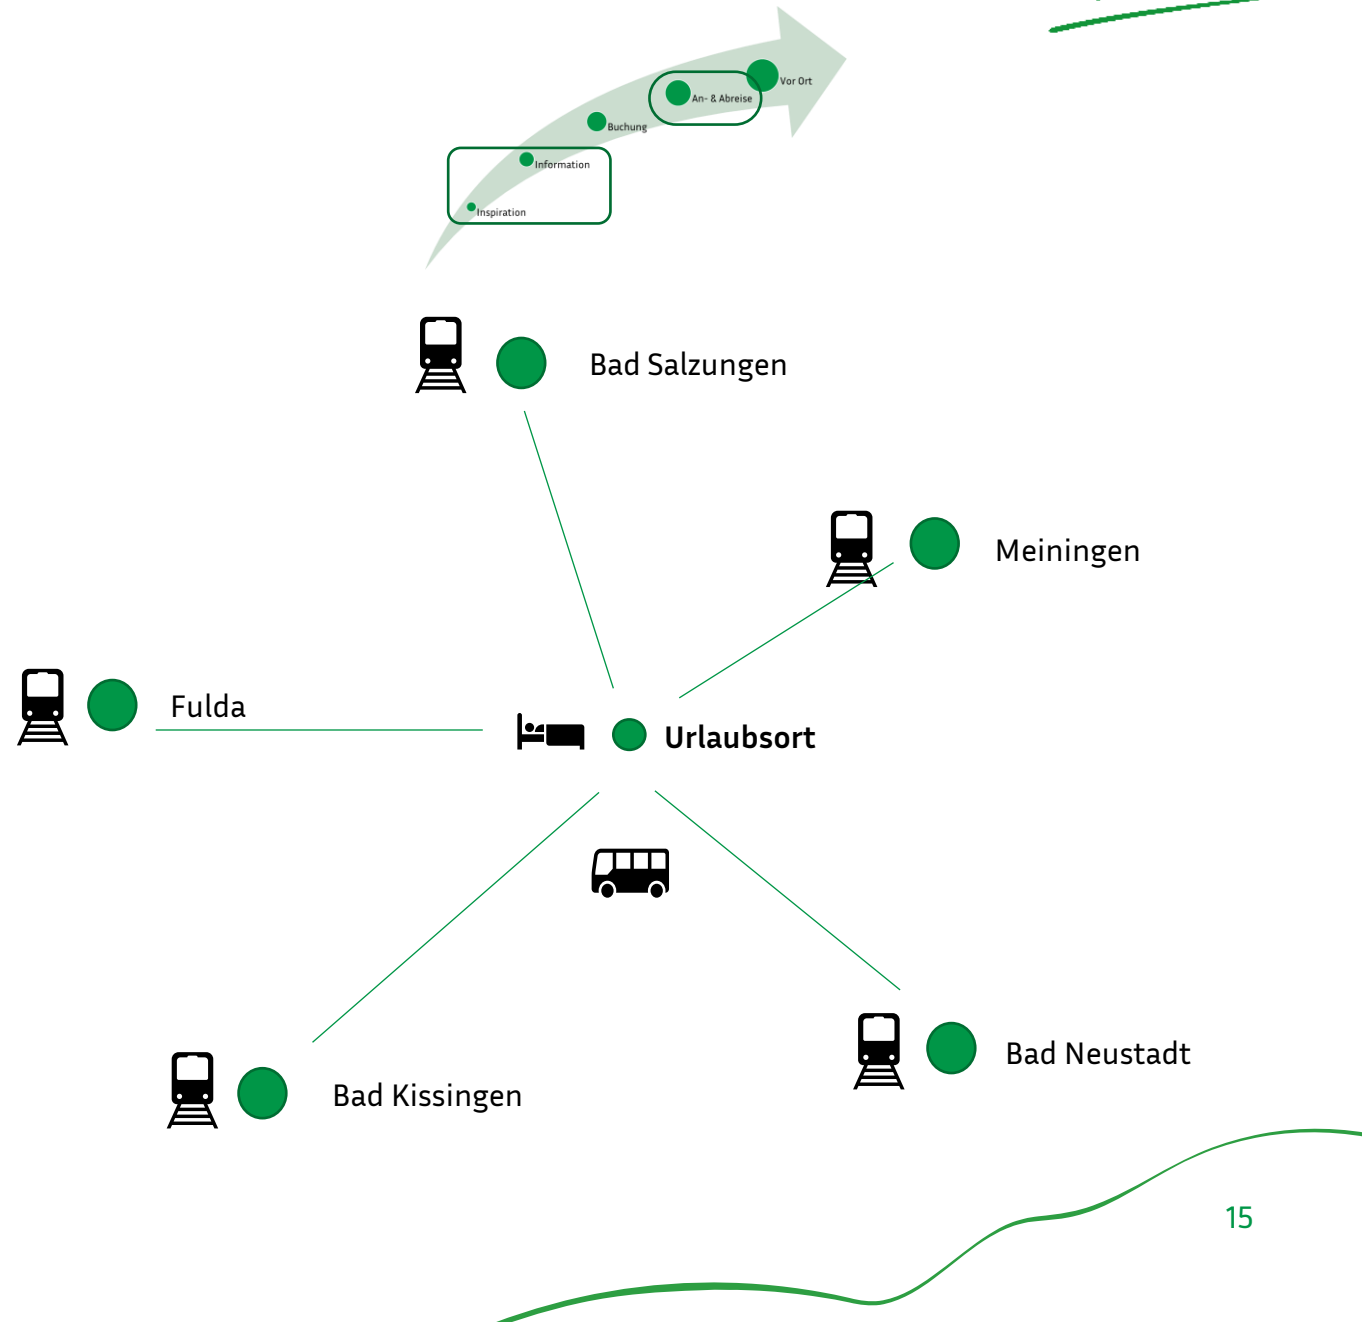 Vor Ort
An- & Abreise
Buchung
Information
Inspiration
Bad Salzungen
Meiningen
Fulda
Urlaubsort
Bad Neustadt
Bad Kissingen
15